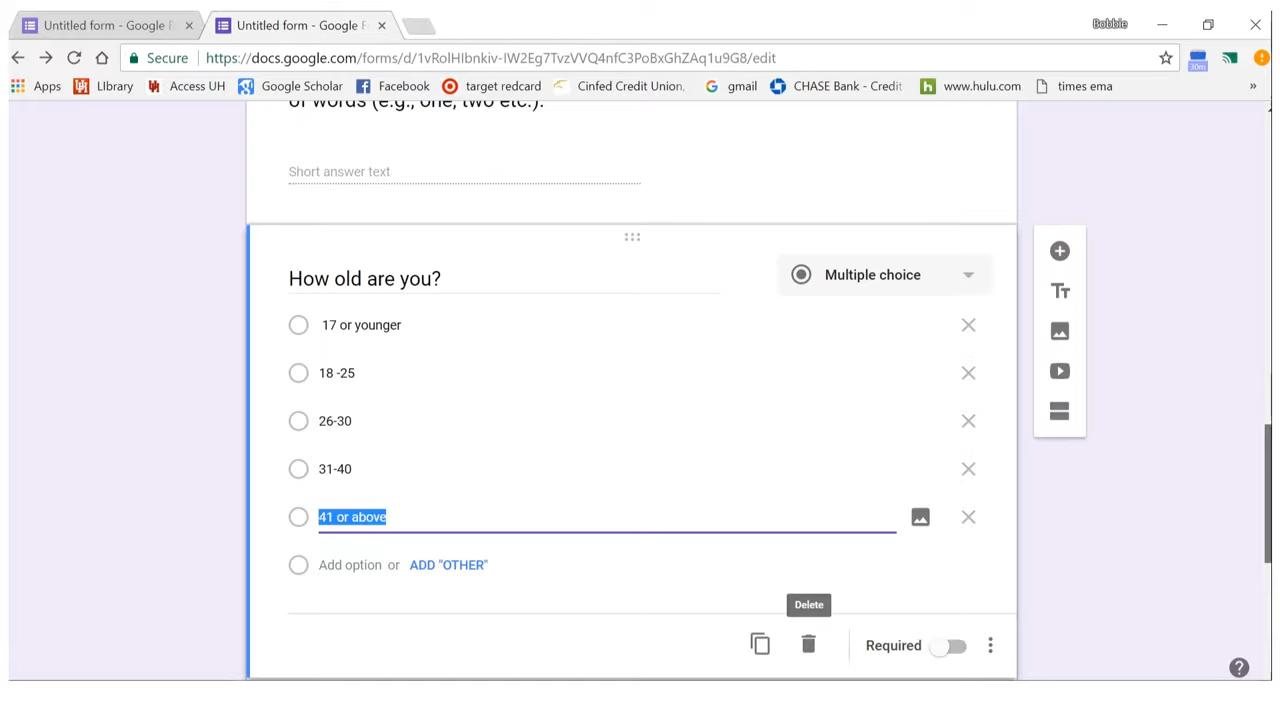 Untitled form - Google F
Untitled form - Google F
Bobbie
Secure
https://docs.google.com/forms/d/1vRolHIbnkiv-IW2Eg7TvzVVQ4nfC3PoBxGhZAq1u9G8/edit
30m
Apps
LIbrary
Access UH
Google Scholar
Facebook
target redcard
Cinfed Credit Union,
gmail
CHASE Bank - Credit
www.hulu.com
times ema
»
of words (e.g., one, two etc.).
Short answer text
How old are you?
Multiple choice
17 or younger
18 -25
26-30
31-40
41 or above
Add option or ADD "OTHER"
Delete
Required